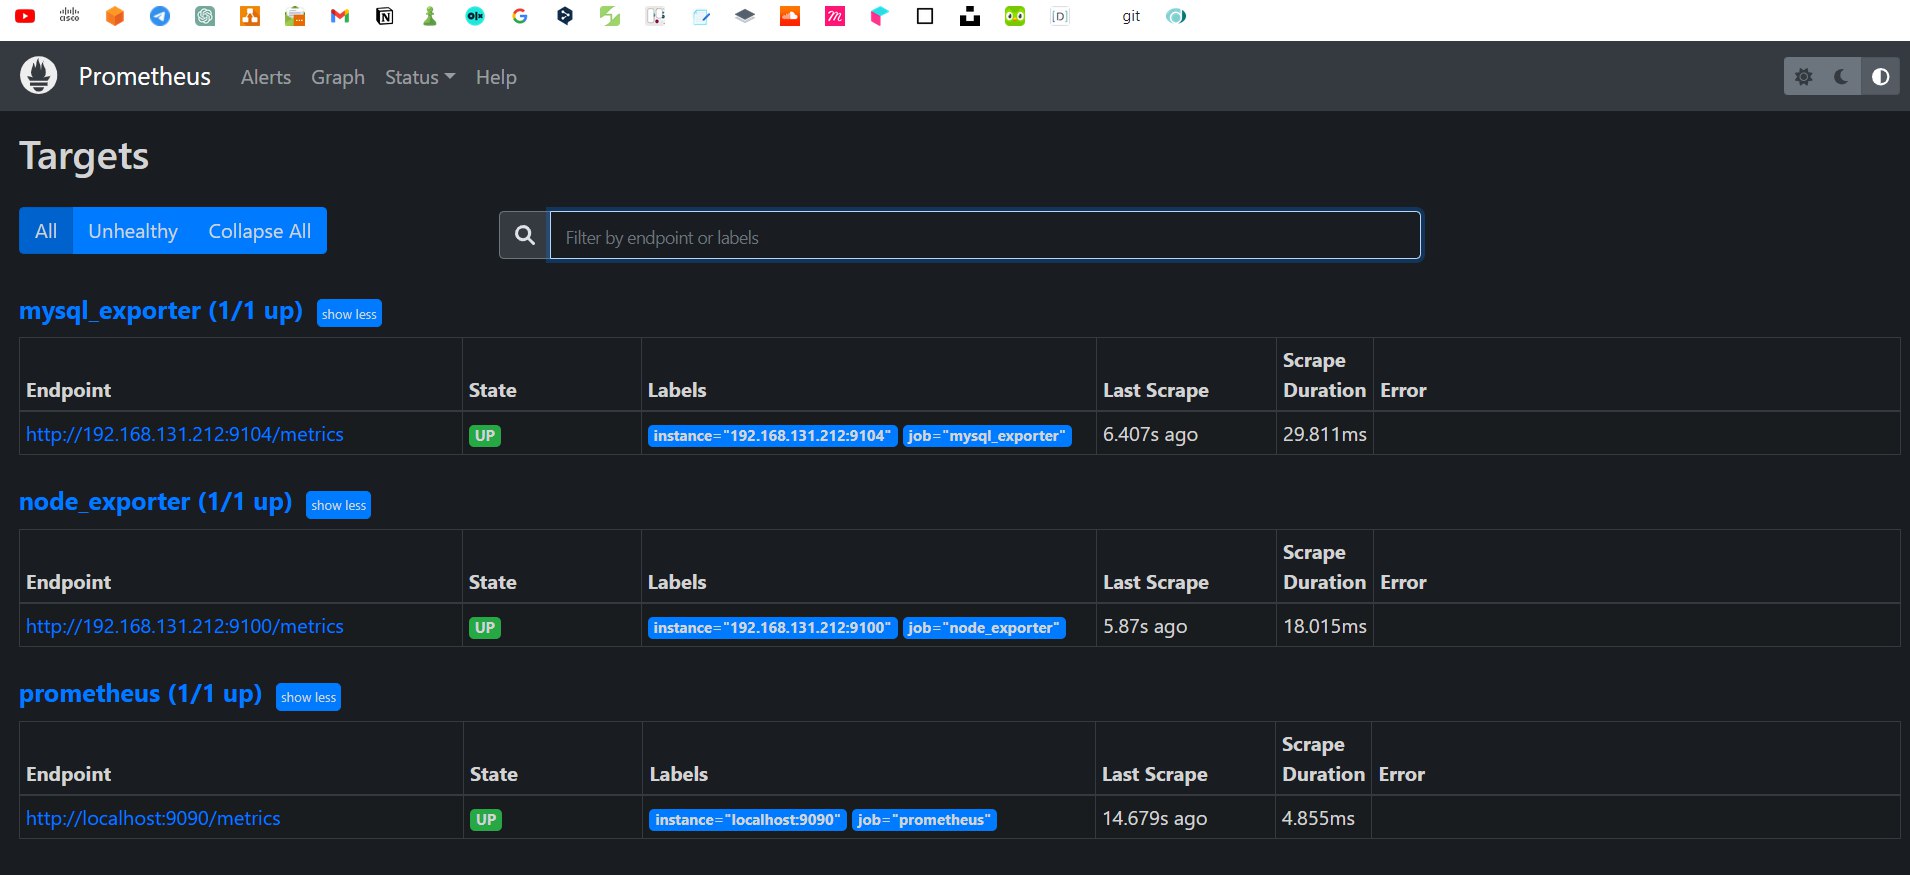 git
Prometheus Alerts Graph Status Help
Targets
All Unhealthy Collapse All
Filter by endpoint or labels
mysql_exporter (1/1 up) show less
Endpoint State Labels Last Scrape Scrape Duration Error
http://192.168.131.212:9104/metrics UP instance="192.168.131.212:9104" job="mysql_exporter" 6.407s ago 29.811ms
node_exporter (1/1 up) show less
Endpoint State Labels Last Scrape Scrape Duration Error
http://192.168.131.212:9100/metrics UP instance="192.168.131.212:9100" job="node_exporter" 5.87s ago 18.015ms
prometheus (1/1 up) show less
Endpoint State Labels Last Scrape Scrape Duration Error
http://localhost:9090/metrics UP instance="localhost:9090" job="prometheus" 14.679s ago 4.855ms